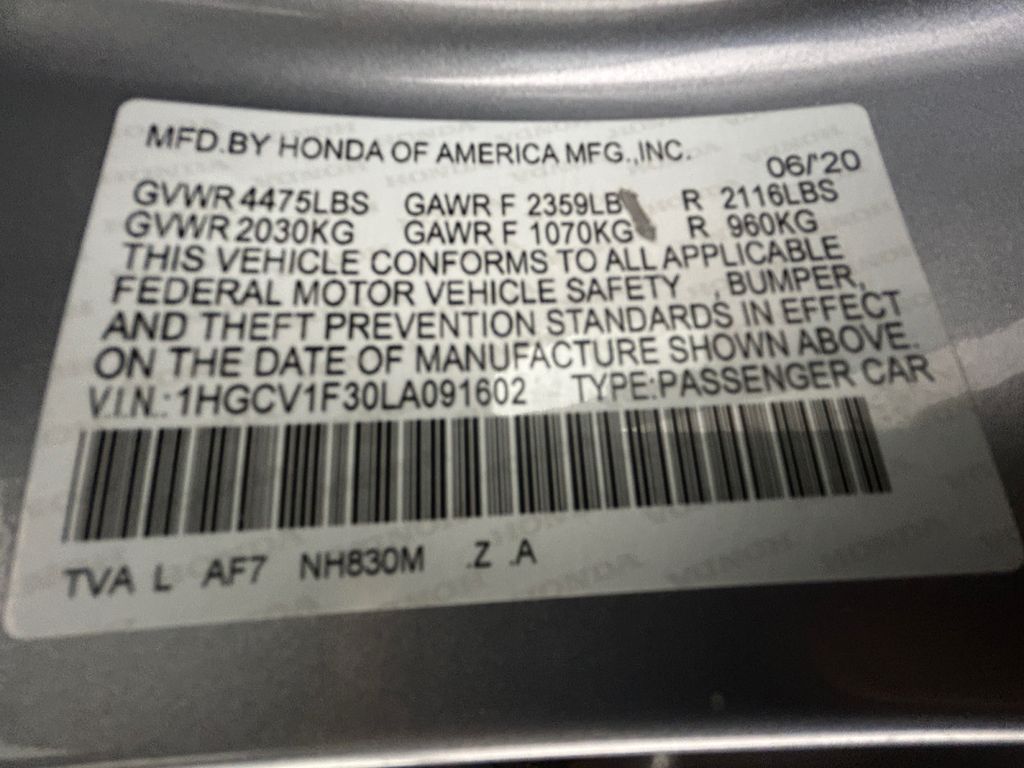 MFD.BY HONDA OF AMERICA MFG.,INC.
06/'20
GVWR 4475LBS GAWR F 2359LB R 2116LBS
GVWR 2030KG GAWR F 1070KG R 960KG
THIS VEHICLE CONFORMS TO ALL APPLICABLE
FEDERAL MOTOR VEHICLE SAFETY , BUMPER,
AND THEFT PREVENTION STANDARDS IN EFFECT
ON THE DATE OF MANUFACTURE SHOWN ABOVE.
V.I.N.: 1HGCV1F30LA091602 TYPE:PASSENGER CAR
TVA L AF7 NH830M .Z .A